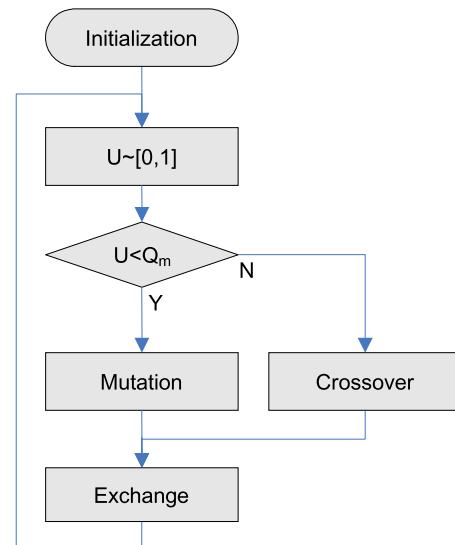 Initialization
U~[0,1]
U<Qm
N
Y
Mutation
Crossover
Exchange